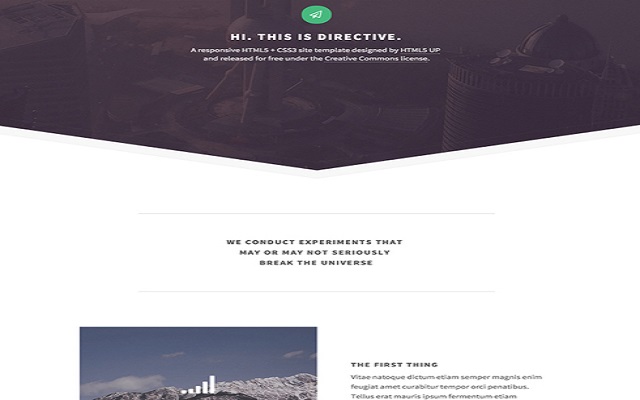 HI. THIS IS DIRECTIVE.
A responsive HTML5 + CSS3 site template designed by HTML5 UP
and released for free under the Creative Commons license.
WE CONDUCT EXPERIMENTS THAT
MAY OR MAY NOT SERIOUSLY
BREAK THE UNIVERSE
THE FIRST THING
Vitae natoque dictum etiam semper magnis enim
feugiat amet curabitur tempor orci penatibus.
Tellus erat mauris ipsum fermentum etiam